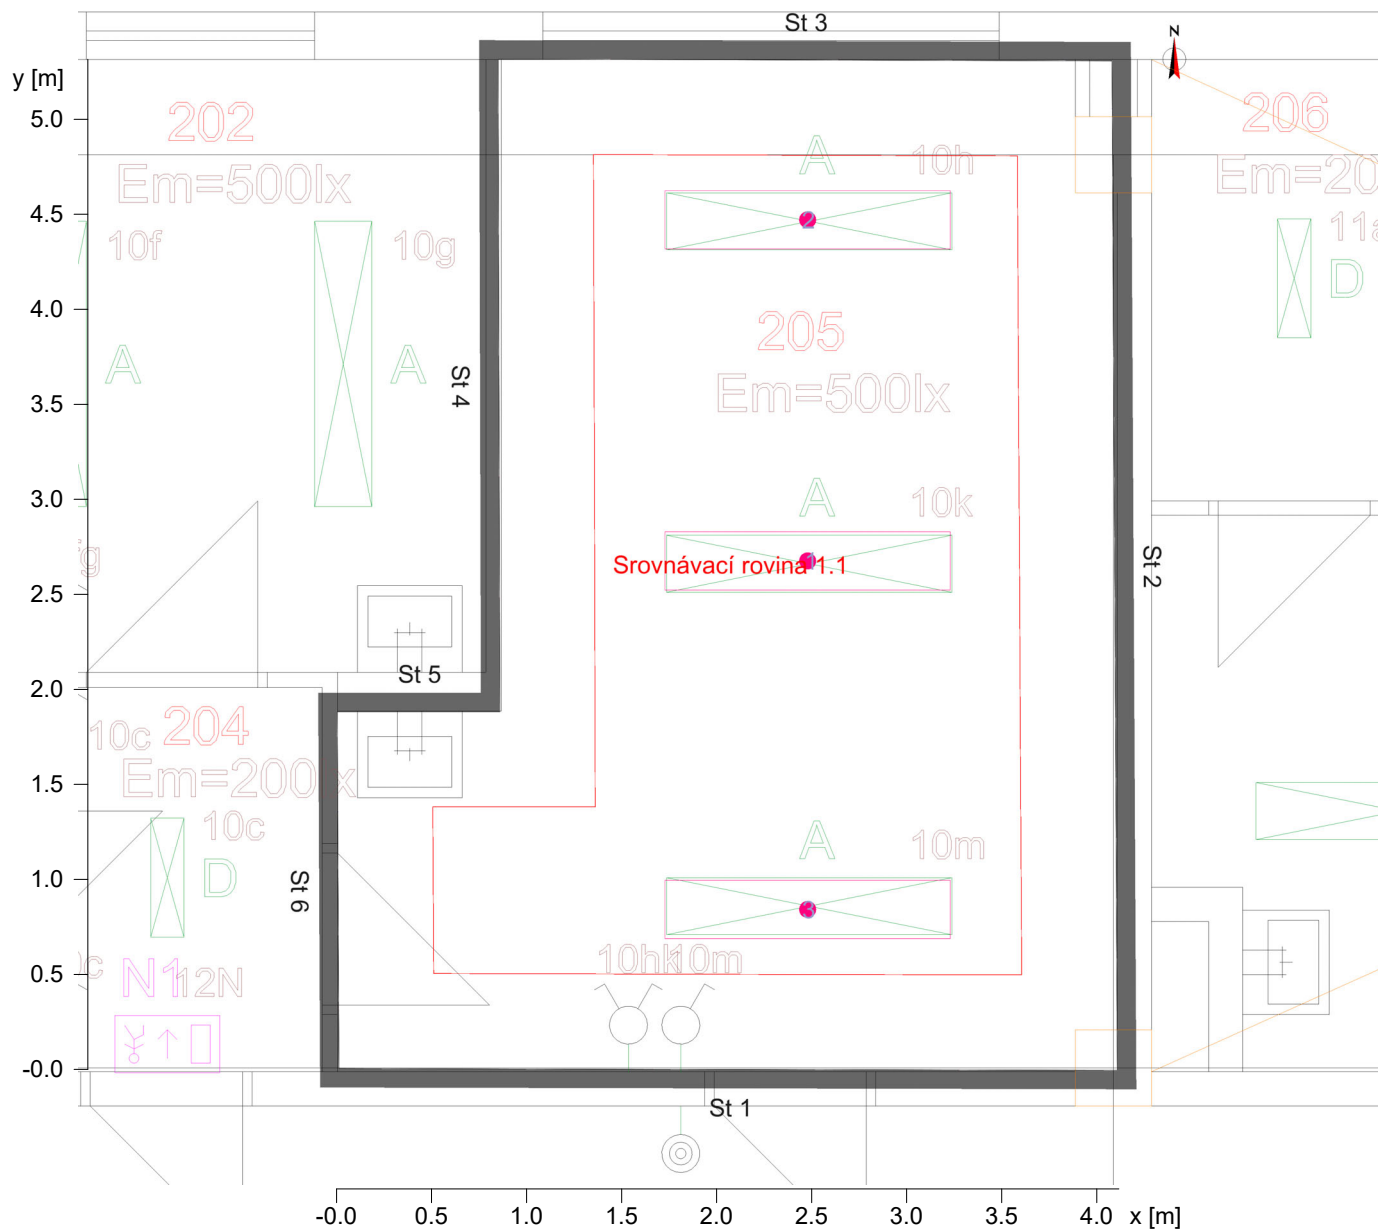 St 3
z
y [m]
5.0
202
Em=500lx
A
10h
206
Em=20
4.5
10f
10g
2
11a
D
4.0
205
A
A
St 4
Em=500lx
3.5
3.0
A
10k
g
Srovnávací rovina 1.1
St 2
2.5
St 5
2.0
10c
204
Em=200lx
1.5
10c
A
10m
1.0
D
St 6
3
10hk
10m
0.5
N1
12N
-0.0
St 1
-0.0
0.5
1.0
1.5
2.0
2.5
3.0
3.5
4.0
x [m]